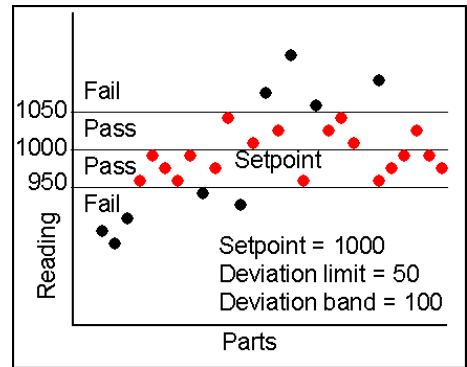 Fail
1050
Pass
1000
Setpoint
Pass
950
Fail
Reading
Setpoint = 1000
Deviation limit = 50
Deviation band = 100
Parts